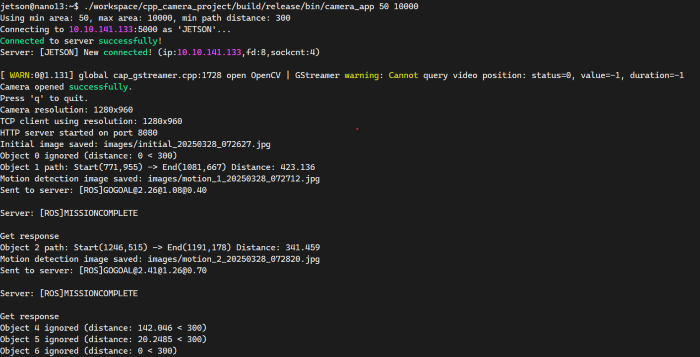 jetson@nano13:~$ ./workspace/cpp_camera_project/build/release/bin/camera_app 50 10000
Using min area: 50, max area: 10000, min path distance: 300
Connecting to 10.10.141.133:5000 as 'JETSON'...
Connected to server successfully!
Server: [JETSON] New connected! (ip:10.10.141.133,fd:8,sockcnt:4)
[ WARN:0@1.131] global cap_gstreamer.cpp:1728 open OpenCV | GStreamer warning: Cannot query video position: status=0, value=-1, duration=-1
Camera opened successfully.
Press 'q' to quit.
Camera resolution: 1280x960
TCP client using resolution: 1280x960
HTTP server started on port 8080
Initial image saved: images/initial_20250328_072627.jpg
Object 0 ignored (distance: 0 < 300)
Object 1 path: Start(771,955) -> End(1081,667) Distance: 423.136
Motion detection image saved: images/motion_1_20250328_072712.jpg
Sent to server: [ROS]GOGOAL@2.26@1.08@0.40
Server: [ROS]MISSIONCOMPLETE
Get response
Object 2 path: Start(1246,515) -> End(1191,178) Distance: 341.459
Motion detection image saved: images/motion_2_20250328_072820.jpg
Sent to server: [ROS]GOGOAL@2.41@1.26@0.70
Server: [ROS]MISSIONCOMPLETE
Get response
Object 4 ignored (distance: 142.046 < 300)
Object 5 ignored (distance: 20.2485 < 300)
Object 6 ignored (distance: 0 < 300)